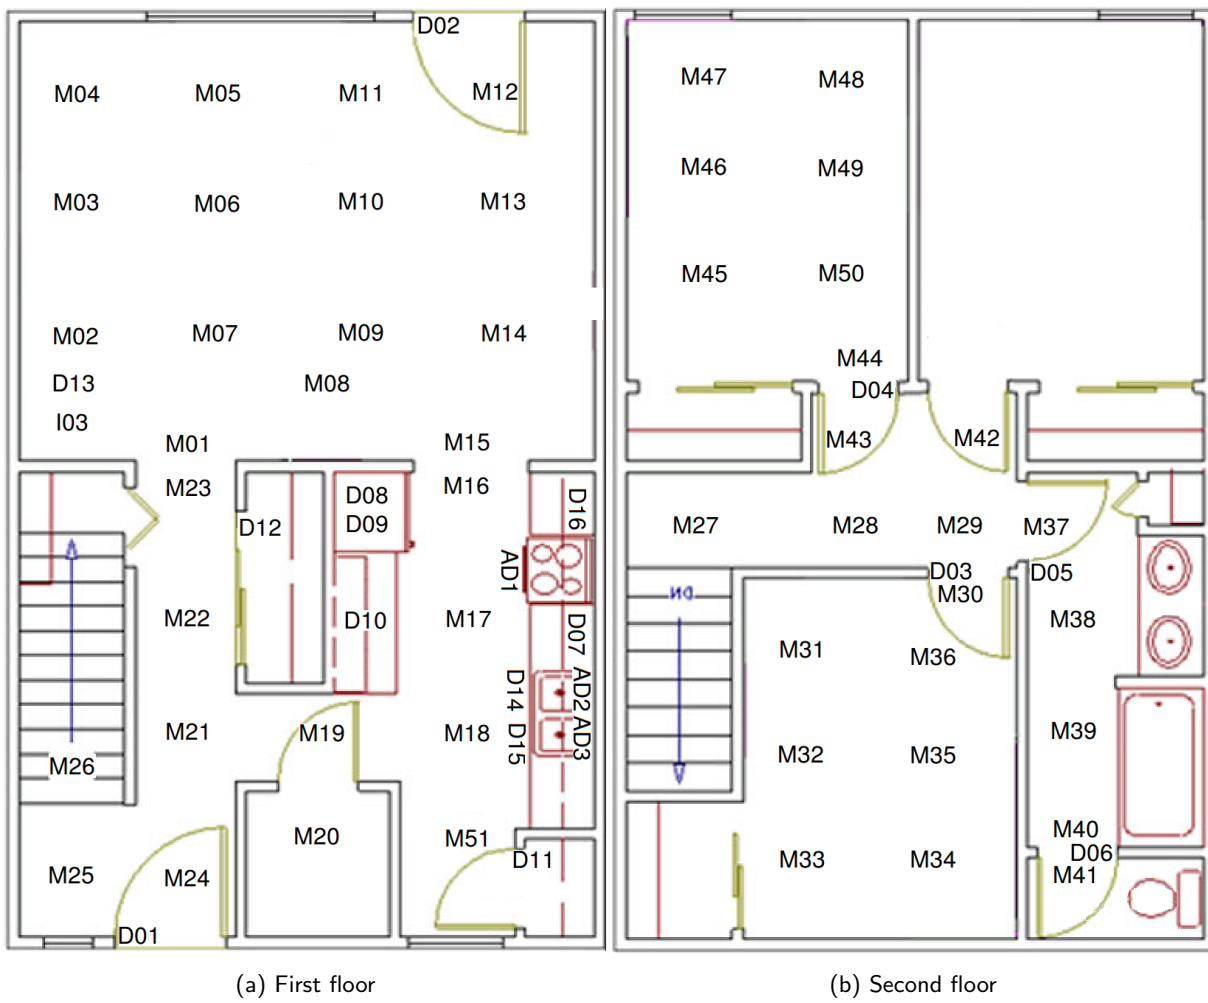 D02
M04 M05 M11 M12
M03 M06 M10 M13
M02 M07 M09 M14
D13 M08
I03
M01 M15
M23 D08 M16 D16
D12 D09
AD1
M22 D10 M17 D07
D14 AD2
M21 M19 M18 D15 AD3
M26
M20 M51
D11
M25 M24
D01
(a) First floor
M47 M48
M46 M49
M45 M50
M44
D04
M43 M42
M27 M28 M29 M37
D03 D05
DN
M30
M38
M31 M36
M39
M32 M35
M40
D06
M33 M34
M41
(b) Second floor